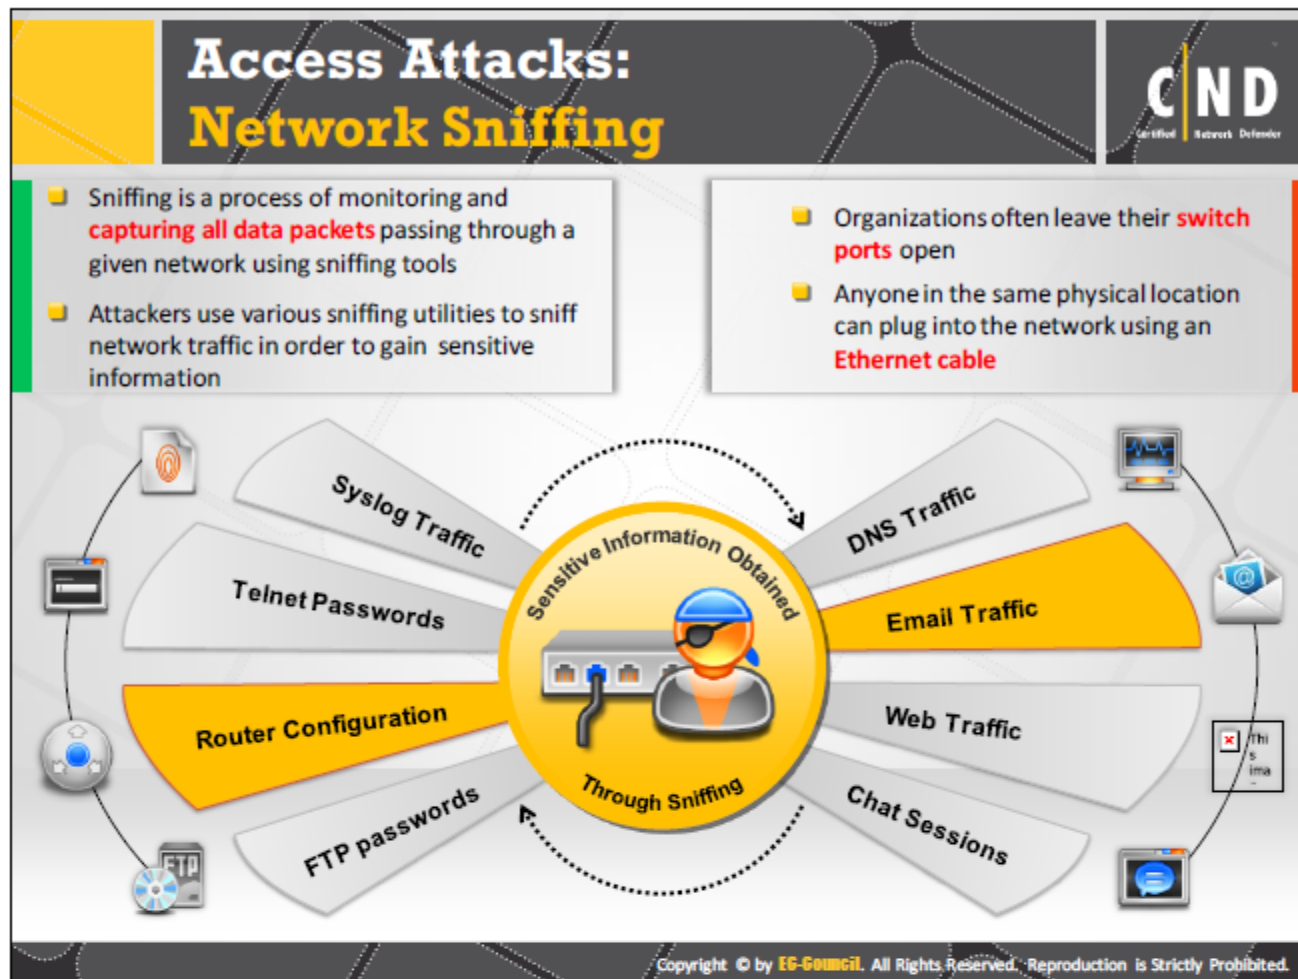 Access Attacks:
Network Sniffing
C|ND
Certified Network Defender
Sniffing is a process of monitoring and
capturing all data packets passing through a
given network using sniffing tools
Attackers use various sniffing utilities to sniff
network traffic in order to gain sensitive
information
Organizations often leave their switch
ports open
Anyone in the same physical location
can plug into the network using an
Ethernet cable
Syslog Traffic
Telnet Passwords
Router Configuration
FTP passwords
FTP
Sensitive Information Obtained
Through Sniffing
DNS Traffic
Email Traffic
Web Traffic
Chat Sessions
@
Thi
s
ima
Copyright © by EG-Council. All Rights Reserved. Reproduction is Strictly Prohibited.